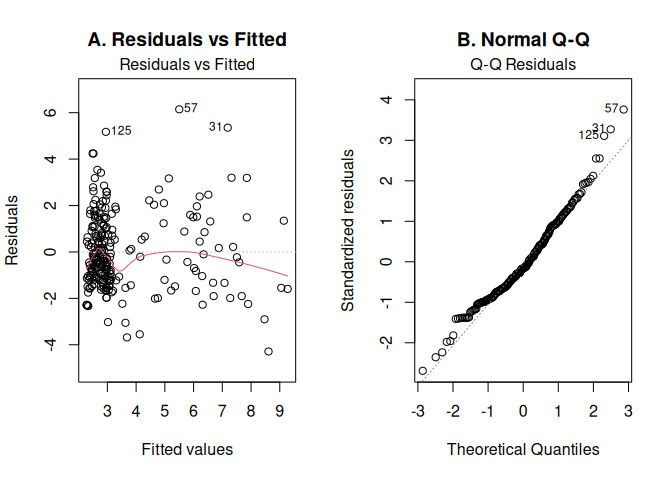 A. Residuals vs Fitted
Residuals vs Fitted
Residuals
6
4
2
0
-2
-4
57
31
125
3 4 5 6 7 8 9
Fitted values
B. Normal Q-Q
Q-Q Residuals
Standardized residuals
4
3
2
1
0
-1
-2
57
31
125
-3 -2 -1 0 1 2 3
Theoretical Quantiles